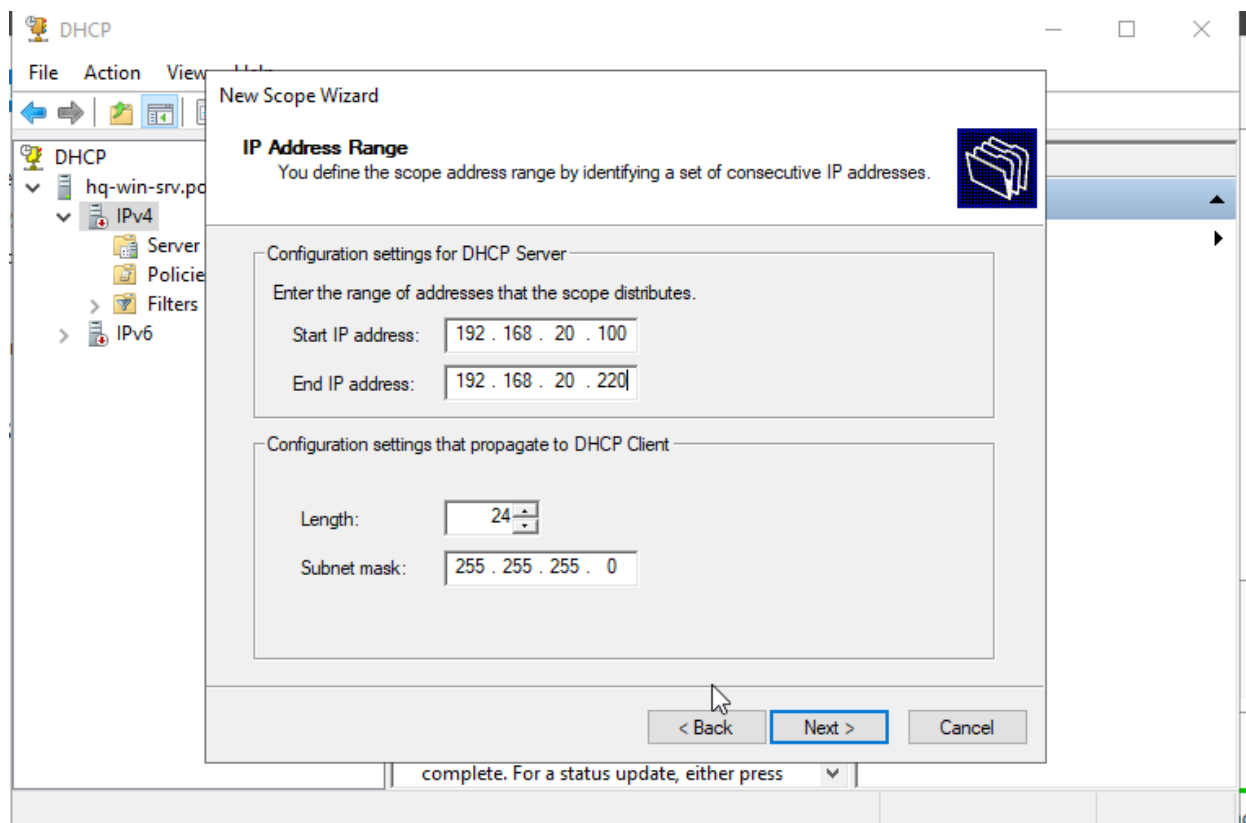 DHCP
File Action View
New Scope Wizard
IP Address Range
You define the scope address range by identifying a set of consecutive IP addresses.
DHCP
hq-win-srv.po
IPv4
Server
Policie
Filters
IPv6
Configuration settings for DHCP Server
Enter the range of addresses that the scope distributes.
Start IP address: 192 . 168 . 20 . 100
End IP address: 192 . 168 . 20 . 220
Configuration settings that propagate to DHCP Client
Length: 24
Subnet mask: 255 . 255 . 255 . 0
< Back Next > Cancel
complete. For a status update, either press